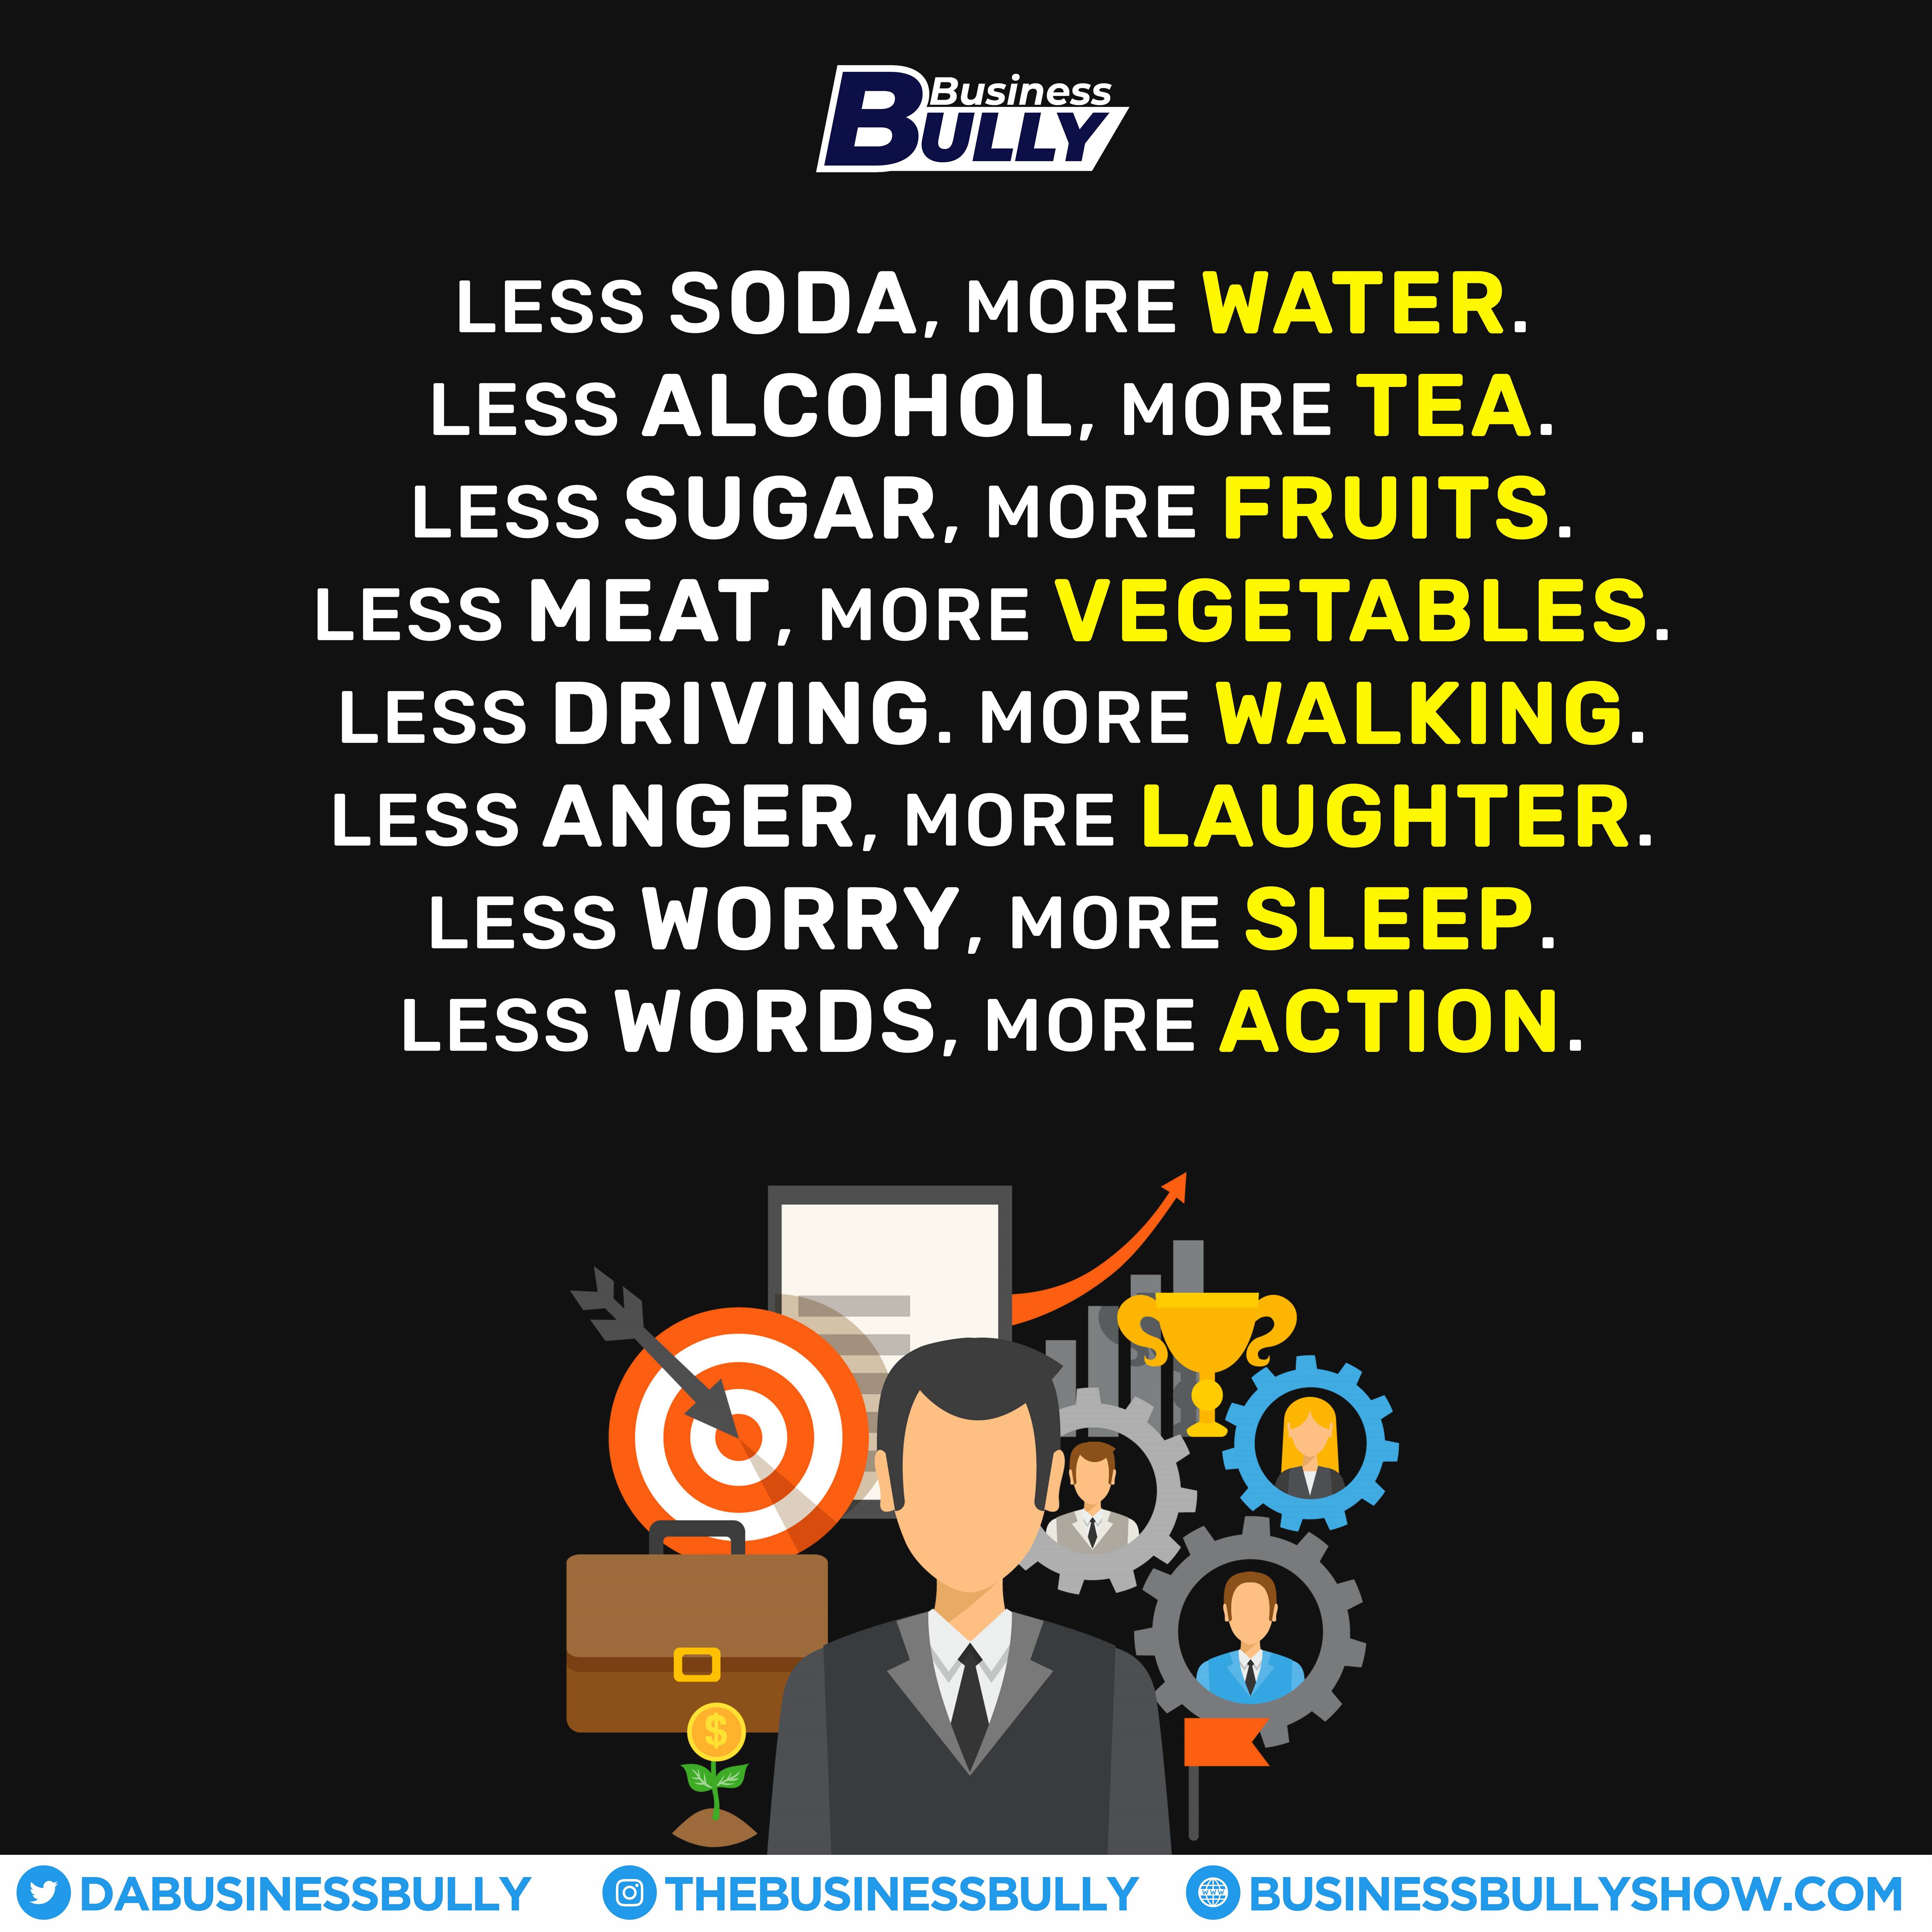 Business
BULLY
LESS SODA, MORE WATER.
LESS ALCOHOL, MORE TEA.
LESS SUGAR, MORE FRUITS.
LESS MEAT, MORE VEGETABLES.
LESS DRIVING. MORE WALKING.
LESS ANGER, MORE LAUGHTER.
LESS WORRY, MORE SLEEP.
LESS WORDS, MORE ACTION.
$
DABUSINESSBULLY THEBUSINESSBULLY WWW BUSINESSBULLYSHOW.COM